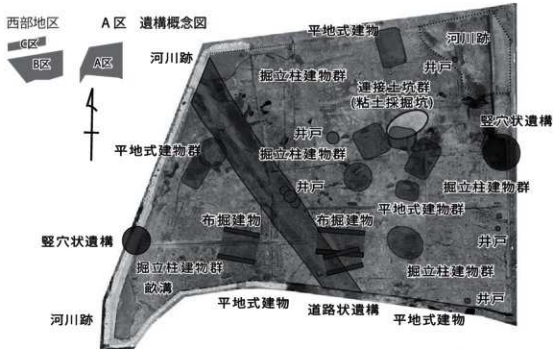 西部地区 A区 遺構概念図
C区
B区
A区
河川跡
平地式建物
河川跡
井戸
掘立柱建物群
連接土坑群
(粘土採掘坑)
竪穴状遺構
井戸
平地式建物群
掘立柱建物群
井戸
掘立柱建物群
平地式建物群
布掘建物
布掘建物
竪穴状遺構
井戸
掘立柱建物群
掘立柱建物群
畝溝
井戸
平地式建物
道路状遺構
河川跡
平地式建物